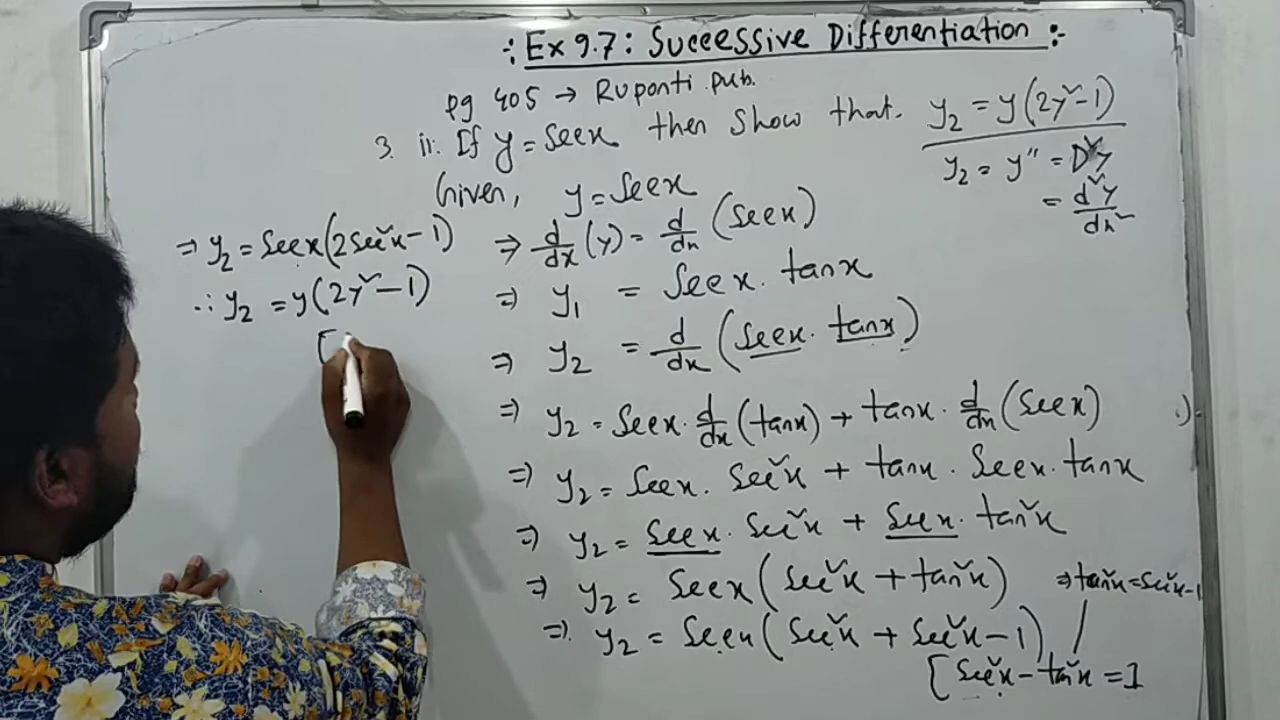 :Ex 9.7: Successive Differentiation:-
pg 405 → Ruponti pub.
3. ii. If y = secx then show that. y₂ = y(2y²-1)
y₂ = y'' = D²y
= d²y/dx²
Given, y = secx
⇒ d/dx (y) = d/dx (secx)
⇒ y₁ = secx . tanx
⇒ y₂ = d/dx (secx . tanx)
⇒ y₂ = secx . d/dx (tanx) + tanx . d/dx (secx)
⇒ y₂ = secx . sec²x + tanx . secx . tanx
⇒ y₂ = secx . sec²x + secx . tan²x
⇒ y₂ = secx (sec²x + tan²x)
⇒ tan²x = sec²x - 1
⇒ y₂ = secx (sec²x + sec²x - 1)
[sec²x - tan²x = 1
⇒ y₂ = secx (2sec²x - 1)
∴ y₂ = y(2y² - 1)
[